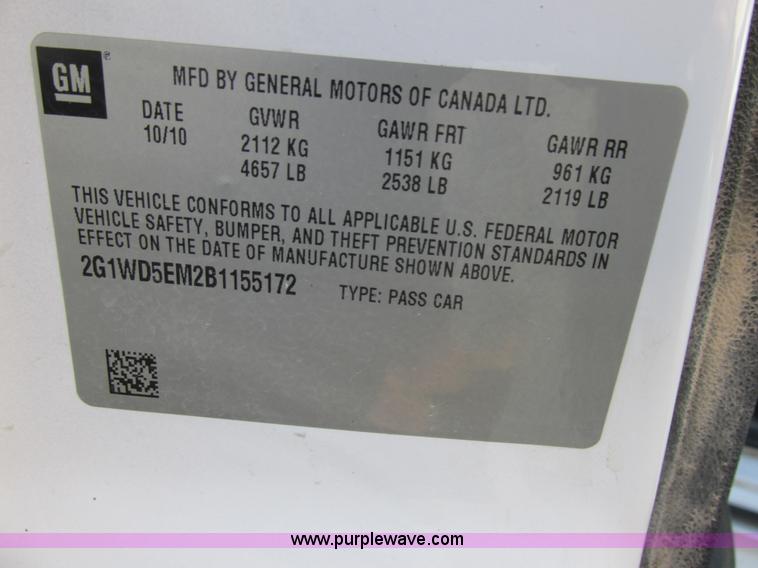 GM ®
MFD BY GENERAL MOTORS OF CANADA LTD.
DATE GVWR GAWR FRT GAWR RR
10/10 2112 KG 1151 KG 961 KG
4657 LB 2538 LB 2119 LB
THIS VEHICLE CONFORMS TO ALL APPLICABLE U.S. FEDERAL MOTOR
VEHICLE SAFETY, BUMPER, AND THEFT PREVENTION STANDARDS IN
EFFECT ON THE DATE OF MANUFACTURE SHOWN ABOVE.
2G1WD5EM2B1155172 TYPE: PASS CAR
www.purplewave.com